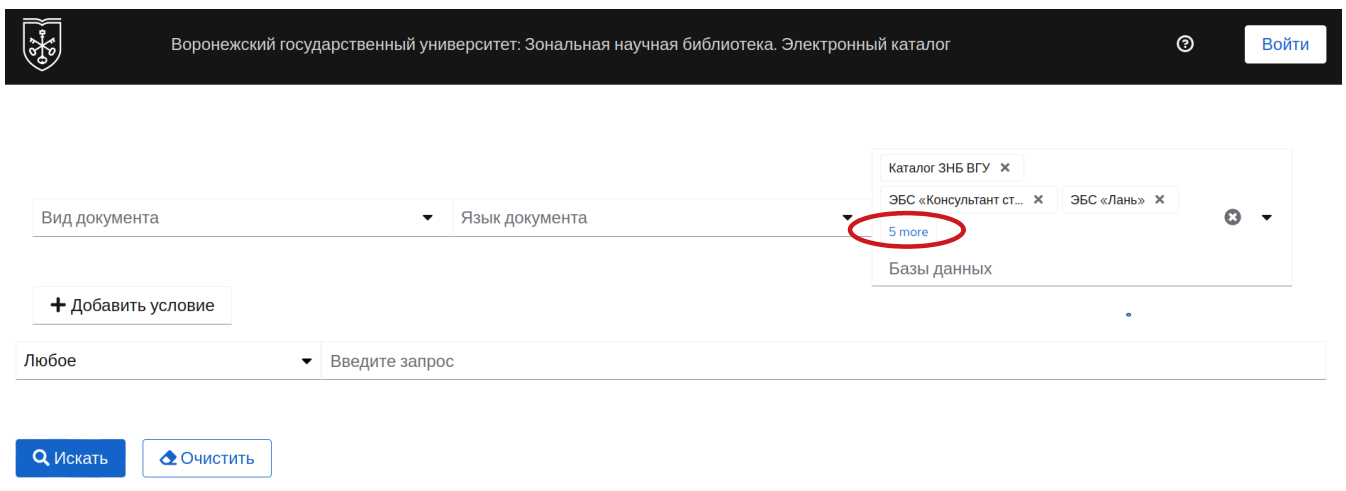 Воронежский государственный университет: Зональная научная библиотека. Электронный каталог
Войти
Каталог ЗНБ ВГУ
ЭБС «Консультант ст... ЭБС «Лань»
Вид документа Язык документа
5 more
Базы данных
Добавить условие
Любое Введите запрос
Искать Очистить